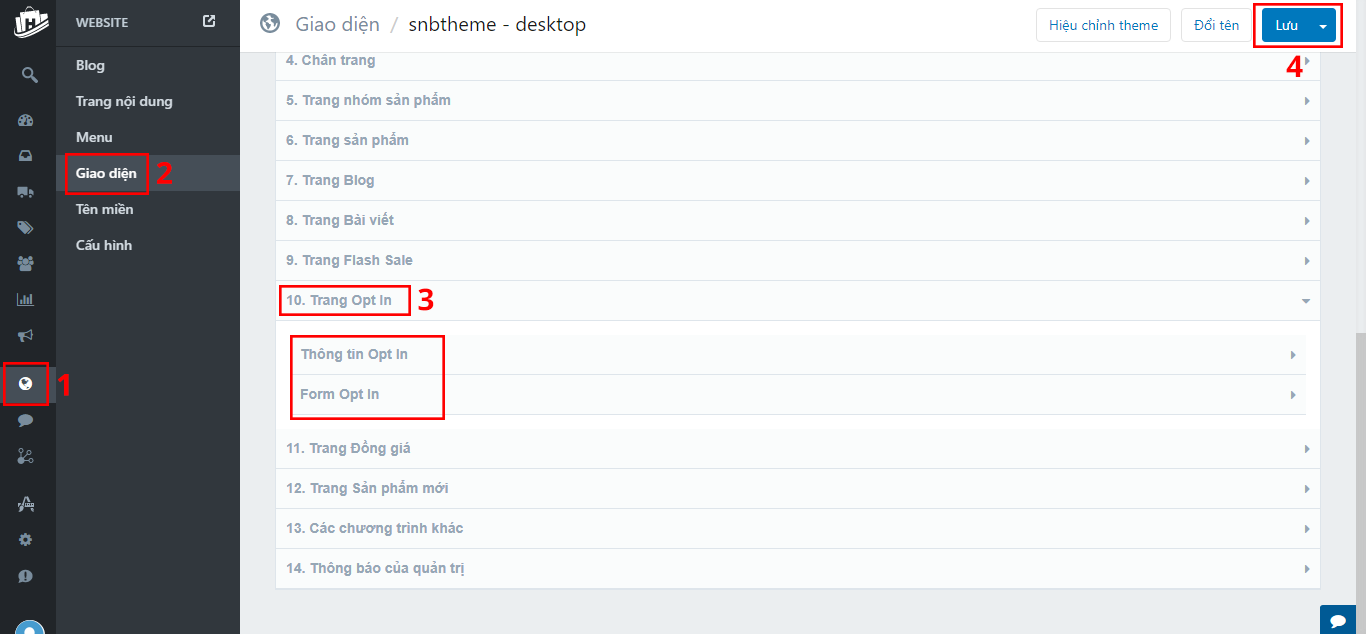 WEBSITE
Blog
Trang nội dung
Menu
Giao diện
2
Tên miền
Cấu hình
1
Giao diện / snbtheme - desktop
Hiệu chỉnh theme
Đổi tên
Lưu
4
4. Chân trang
5. Trang nhóm sản phẩm
6. Trang sản phẩm
7. Trang Blog
8. Trang Bài viết
9. Trang Flash Sale
10. Trang Opt In
3
Thông tin Opt In
Form Opt In
11. Trang Đồng giá
12. Trang Sản phẩm mới
13. Các chương trình khác
14. Thông báo của quản trị